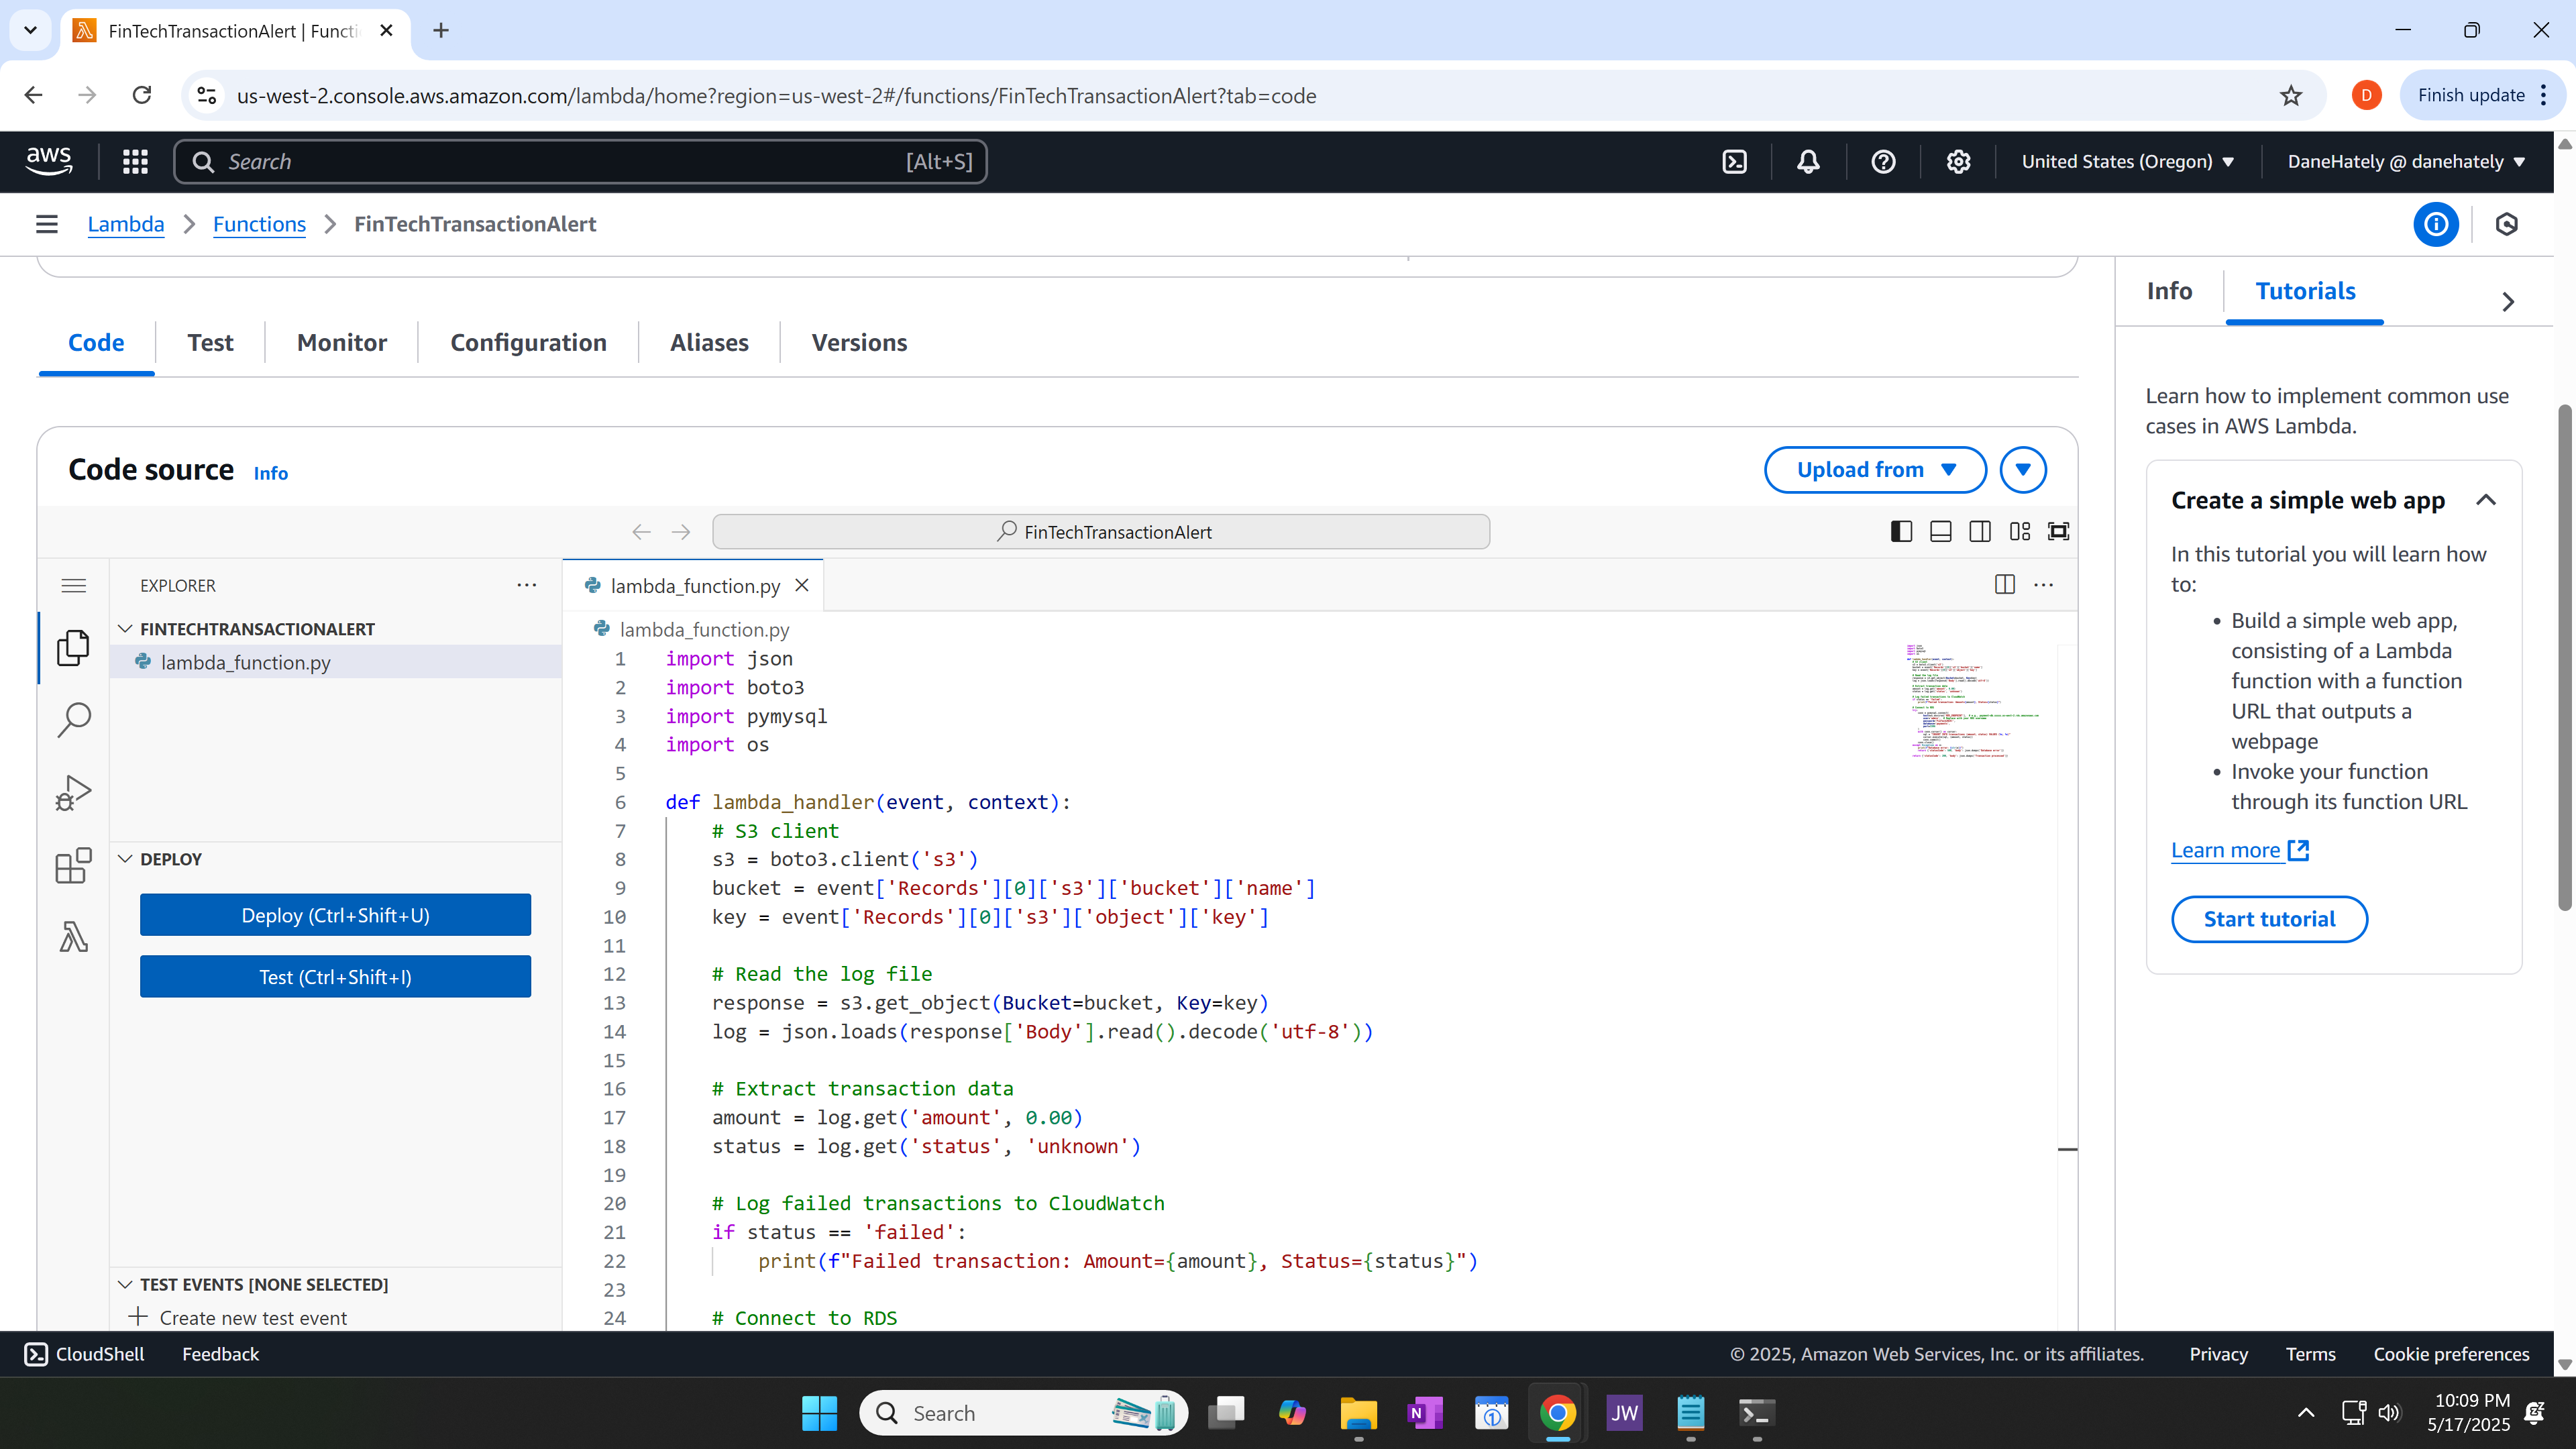 FinTechTransactionAlert | Functi
us-west-2.console.aws.amazon.com/lambda/home?region=us-west-2#/functions/FinTechTransactionAlert?tab=code
D
Finish update
aws
Search
[Alt+S]
United States (Oregon)
DaneHately @ danehately
Lambda
Functions
FinTechTransactionAlert
Code
Test
Monitor
Configuration
Aliases
Versions
Info
Tutorials
Learn how to implement common use
cases in AWS Lambda.
Create a simple web app
In this tutorial you will learn how
to:
• Build a simple web app,
consisting of a Lambda
function with a function
URL that outputs a
webpage
• Invoke your function
through its function URL
Learn more
Start tutorial
Code source
Info
Upload from
FinTechTransactionAlert
EXPLORER
FINTECHTRANSACTIONALERT
lambda_function.py
DEPLOY
Deploy (Ctrl+Shift+U)
Test (Ctrl+Shift+I)
TEST EVENTS [NONE SELECTED]
Create new test event
lambda_function.py
lambda_function.py
1 import json
2 import boto3
3 import pymysql
4 import os
5
6 def lambda_handler(event, context):
7 # S3 client
8 s3 = boto3.client('s3')
9 bucket = event['Records'][0]['s3']['bucket']['name']
10 key = event['Records'][0]['s3']['object']['key']
11
12 # Read the log file
13 response = s3.get_object(Bucket=bucket, Key=key)
14 log = json.loads(response['Body'].read().decode('utf-8'))
15
16 # Extract transaction data
17 amount = log.get('amount', 0.00)
18 status = log.get('status', 'unknown')
19
20 # Log failed transactions to CloudWatch
21 if status == 'failed':
22 print(f"Failed transaction: Amount={amount}, Status={status}")
23
24 # Connect to RDS
CloudShell
Feedback
© 2025, Amazon Web Services, Inc. or its affiliates.
Privacy
Terms
Cookie preferences
Search
N
1
JW
10:09 PM
5/17/2025